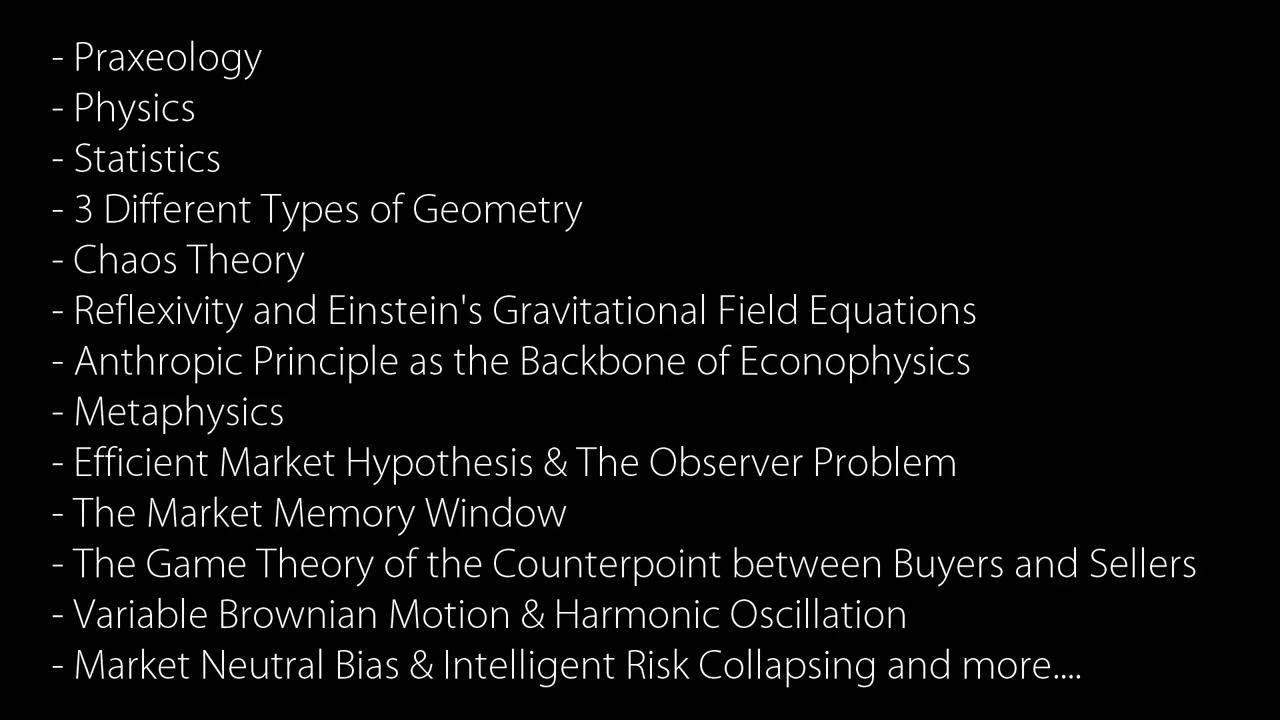 - Praxeology
- Physics
- Statistics
- 3 Different Types of Geometry
- Chaos Theory
- Reflexivity and Einstein's Gravitational Field Equations
- Anthropic Principle as the Backbone of Econophysics
- Metaphysics
- Efficient Market Hypothesis & The Observer Problem
- The Market Memory Window
- The Game Theory of the Counterpoint between Buyers and Sellers
- Variable Brownian Motion & Harmonic Oscillation
- Market Neutral Bias & Intelligent Risk Collapsing and more....